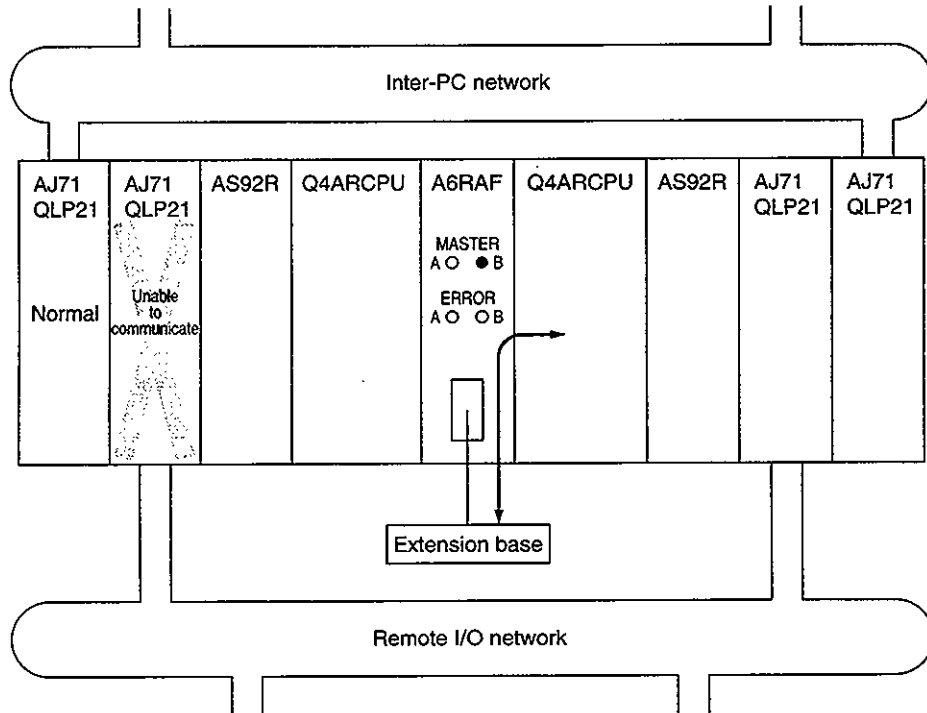 Inter-PC network
AJ71
QLP21
AJ71
QLP21
AS92R
Q4ARCPU
A6RAF
Q4ARCPU
AS92R
AJ71
QLP21
AJ71
QLP21
MASTER
A B
ERROR
A B
Normal
Unable
to
communicate
Extension base
Remote I/O network